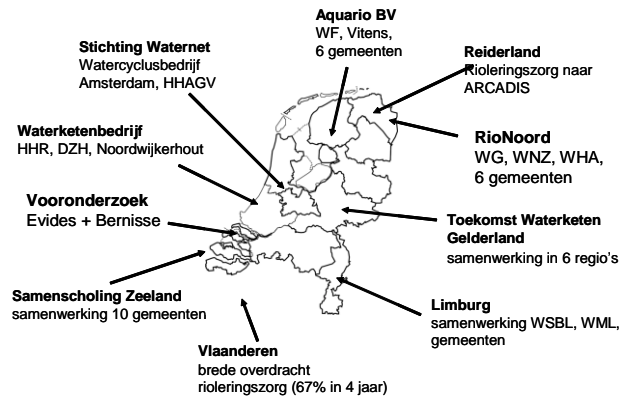 Aquario BV
WF, Vitens,
6 gemeenten
Stichting Waternet
Watercyclusbedrijf
Amsterdam, HHAGV
Reiderland
Rioleringszorg naar
ARCADIS
Waterketenbedrijf
HHR, DZH, Noordwijkerhout
RioNoord
WG, WNZ, WHA,
6 gemeenten
Vooronderzoek
Evides + Bernisse
Toekomst Waterketen
Gelderland
samenwerking in 6 regio's
Samenscholing Zeeland
samenwerking 10 gemeenten
Limburg
samenwerking WSBL, WML,
gemeenten
Vlaanderen
brede overdracht
rioleringszorg (67% in 4 jaar)